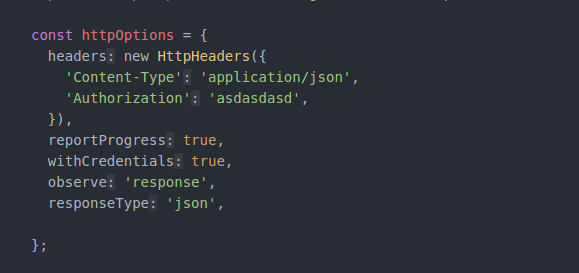 const httpOptions = {
headers: new HttpHeaders({
'Content-Type': 'application/json',
'Authorization': 'asdasdasd',
}),
reportProgress: true,
withCredentials: true,
observe: 'response',
responseType: 'json',
};